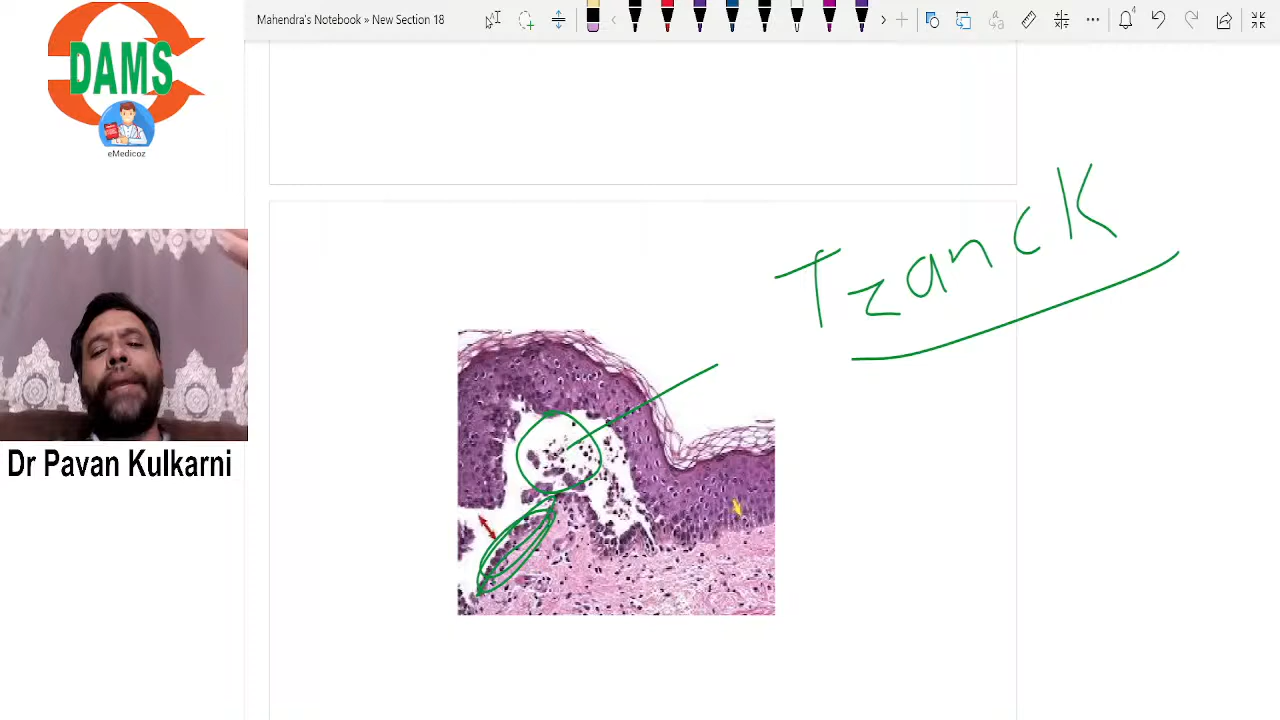 Mahendra's Notebook » New Section 18
DAMS
eMedicoz
Tzanck
Dr Pavan Kulkarni